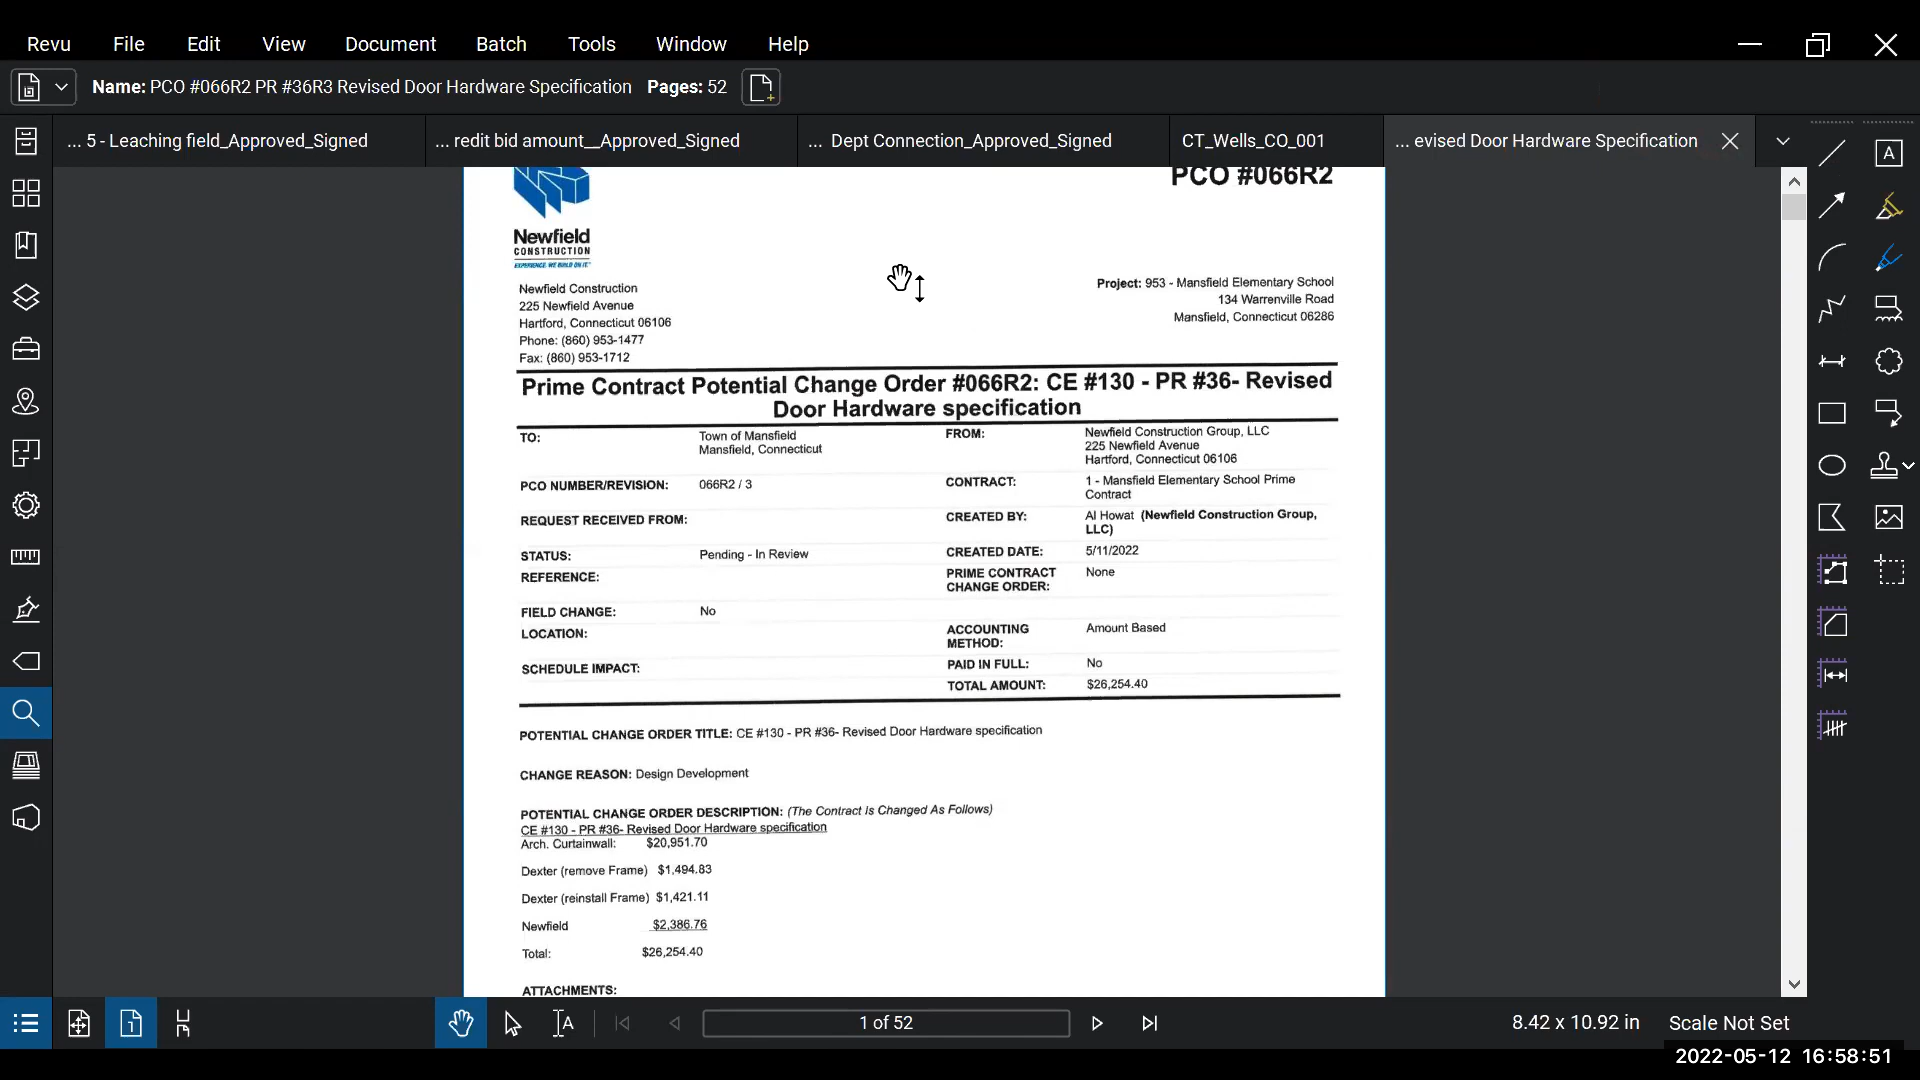 Revu File Edit View Document Batch Tools Window Help
Name: PCO #066R2 PR #36R3 Revised Door Hardware Specification Pages: 52
... 5 - Leaching field_Approved_Signed
... redit bid amount__Approved_Signed
... Dept Connection_Approved_Signed
CT_Wells_CO_001
... evised Door Hardware Specification
PCO #066R2
Newfield
CONSTRUCTION
EXPERIENCE. WE BUILD ON IT.
Newfield Construction
225 Newfield Avenue
Hartford, Connecticut 06106
Phone: (860) 953-1477
Fax: (860) 953-1712
Project: 953 - Mansfield Elementary School
134 Warrenville Road
Mansfield, Connecticut 06286
Prime Contract Potential Change Order #066R2: CE #130 - PR #36- Revised
Door Hardware specification
TO: Town of Mansfield
Mansfield, Connecticut
FROM: Newfield Construction Group, LLC
225 Newfield Avenue
Hartford, Connecticut 06106
PCO NUMBER/REVISION: 066R2 / 3
CONTRACT: 1 - Mansfield Elementary School Prime
Contract
REQUEST RECEIVED FROM:
CREATED BY: Al Howat (Newfield Construction Group,
LLC)
STATUS: Pending - In Review
CREATED DATE: 5/11/2022
REFERENCE:
PRIME CONTRACT None
CHANGE ORDER:
FIELD CHANGE: No
LOCATION:
ACCOUNTING Amount Based
METHOD:
SCHEDULE IMPACT:
PAID IN FULL: No
TOTAL AMOUNT: $26,254.40
POTENTIAL CHANGE ORDER TITLE: CE #130 - PR #36- Revised Door Hardware specification
CHANGE REASON: Design Development
POTENTIAL CHANGE ORDER DESCRIPTION: (The Contract Is Changed As Follows)
CE #130 - PR #36- Revised Door Hardware specification
Arch. Curtainwall: $20,951.70
Dexter (remove Frame) $1,494.83
Dexter (reinstall Frame) $1,421.11
Newfield $2,386.76
Total: $26,254.40
ATTACHMENTS:
1 of 52
8.42 x 10.92 in
Scale Not Set
2022-05-12 16:58:51